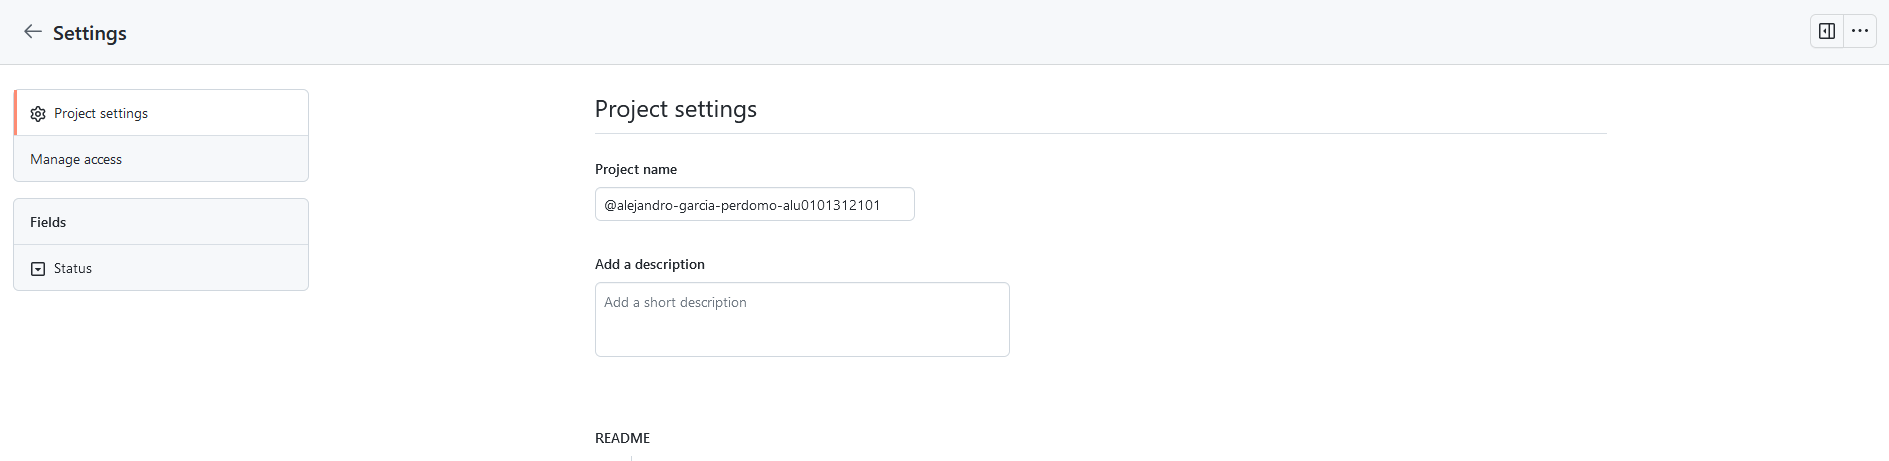 Settings
Project settings
Manage access
Fields
Status
Project settings
Project name
@alejandro-garcia-perdomo-alu0101312101
Add a description
Add a short description
README